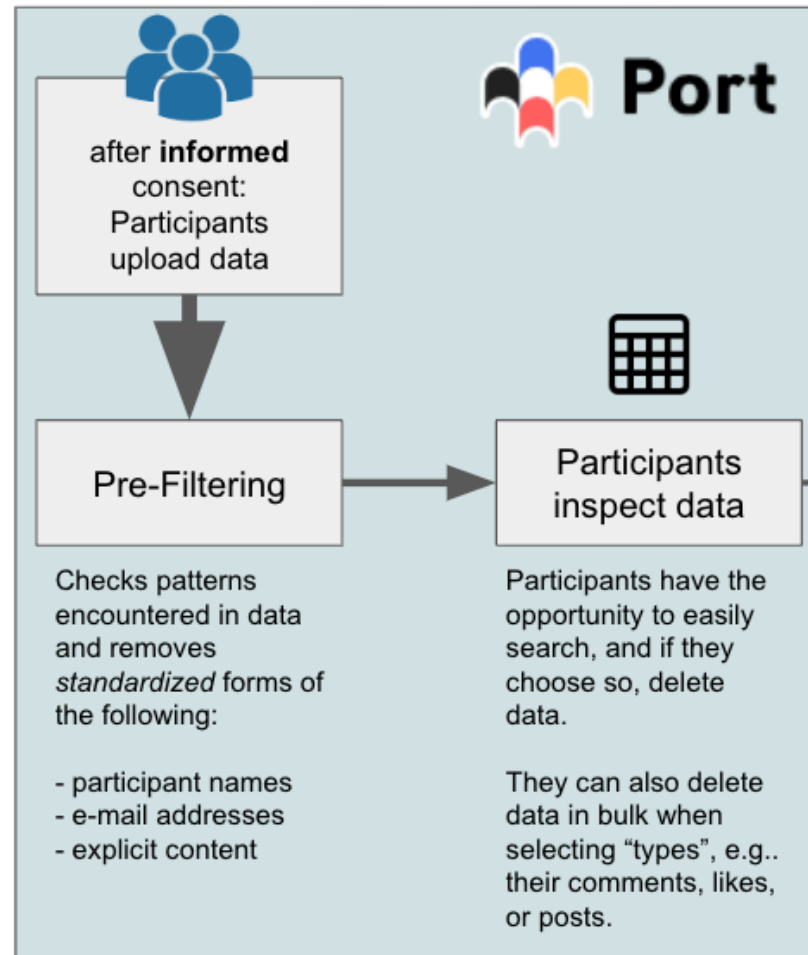 Port
after informed
consent:
Participants
upload data
Pre-Filtering
Checks patterns
encountered in data
and removes
standardized forms of
the following:
- participant names
- e-mail addresses
- explicit content
Participants
inspect data
Participants have the
opportunity to easily
search, and if they
choose so, delete
data.
They can also delete
data in bulk when
selecting “types”, e.g..
their comments, likes,
or posts.